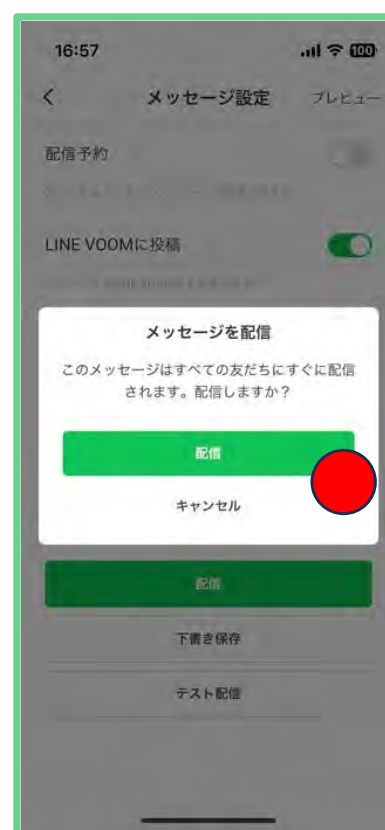 16:57
100
メッセージ設定
プレビュー
配信予約
LINE VOOMに投稿
メッセージを配信
このメッセージはすべての友だちにすぐに配信
されます。配信しますか？
配信
キャンセル
配信
下書き保存
テスト配信